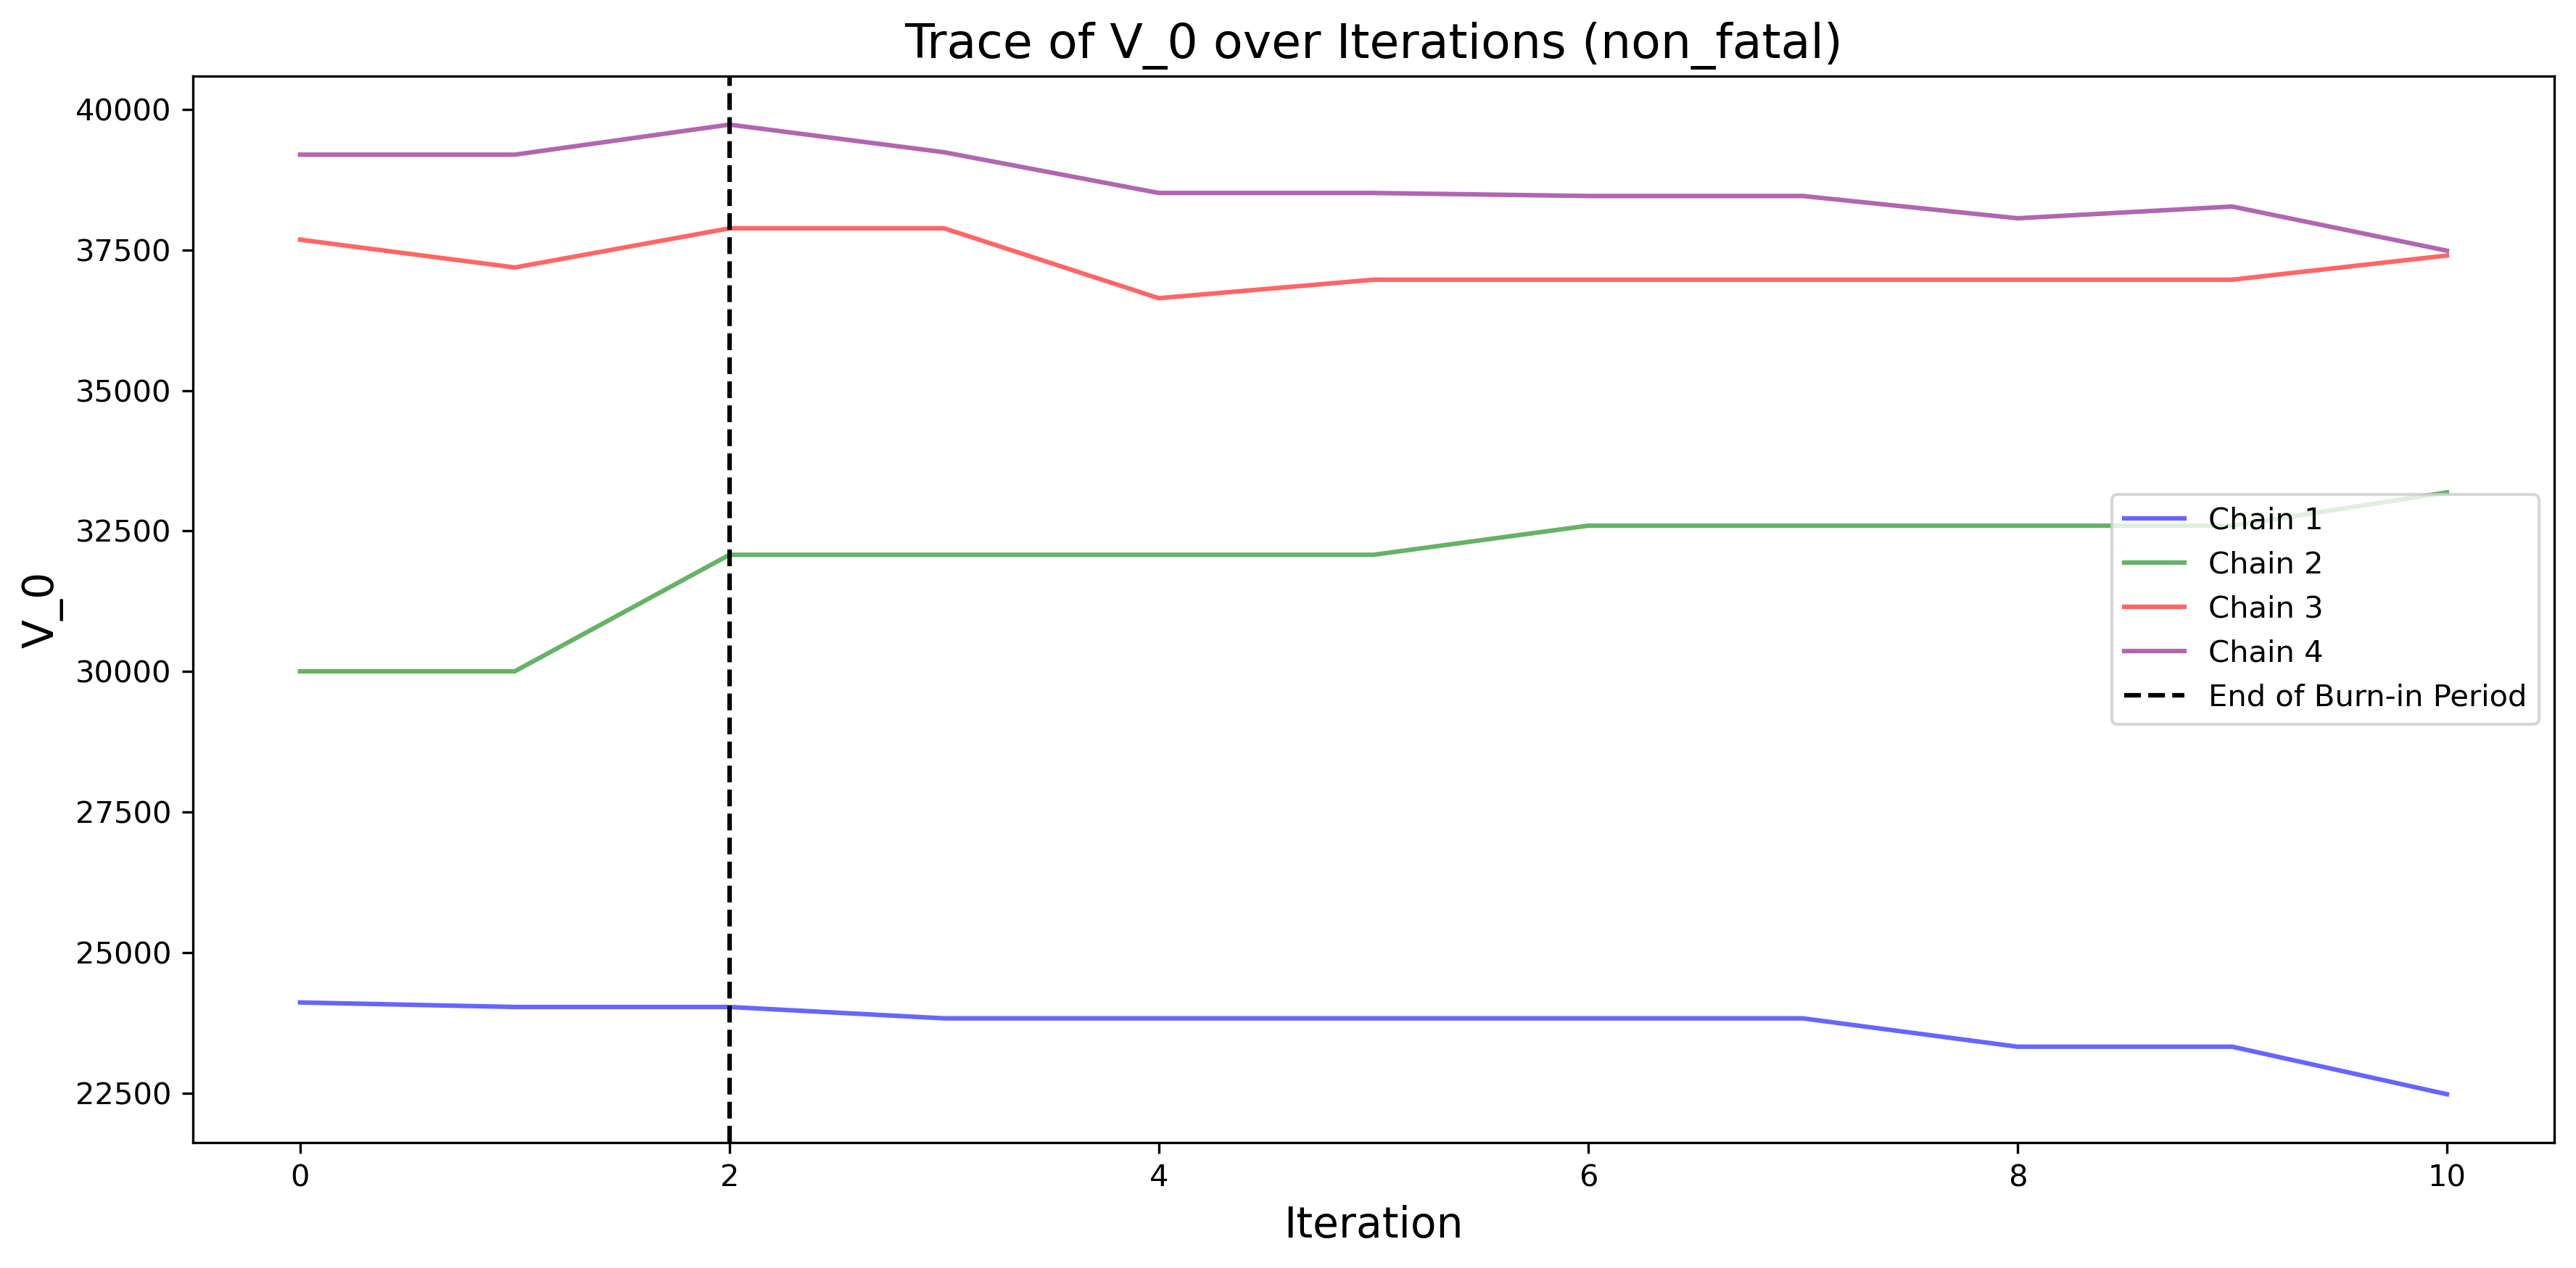 Trace of V_0 over Iterations (non_fatal)
40000
37500
35000
32500
30000
27500
25000
22500
V_0
Chain 1
Chain 2
Chain 3
Chain 4
End of Burn-in Period
0
2
4
6
8
10
Iteration